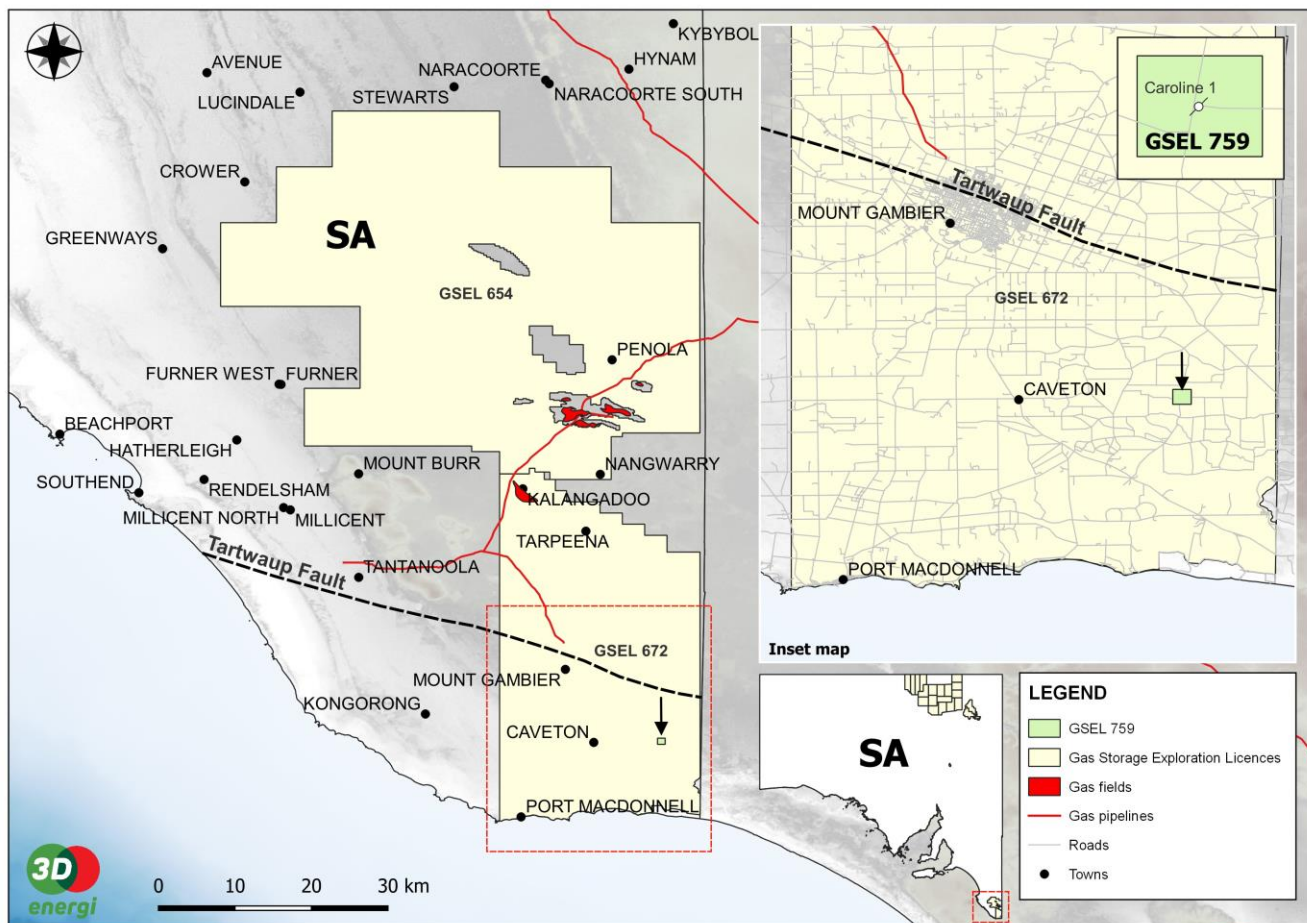 KYBYBOL
HYNAM
AVENUE
NARACOORTE
STEWARTS
NARACOORTE SOUTH
LUCINDALE
CROWER
GREENWAYS
SA
GSEL 654
PENOLA
FURNER WEST
FURNER
BEACHPORT
HATHERLEIGH
MOUNT BURR
NANGWARRY
SOUTHEND
RENDELSHAM
KALANGADOO
MILLICENT NORTH
MILLICENT
TARPEENA
Tartwaup Fault
TANTANOOLA
GSEL 672
MOUNT GAMBIER
KONGORONG
CAVETON
PORT MACDONNELL
3D
energi
0 10 20 30 km
Caroline 1
GSEL 759
Tartwaup Fault
MOUNT GAMBIER
GSEL 672
CAVETON
PORT MACDONNELL
Inset map
SA
LEGEND
GSEL 759
Gas Storage Exploration Licences
Gas fields
Gas pipelines
Roads
Towns